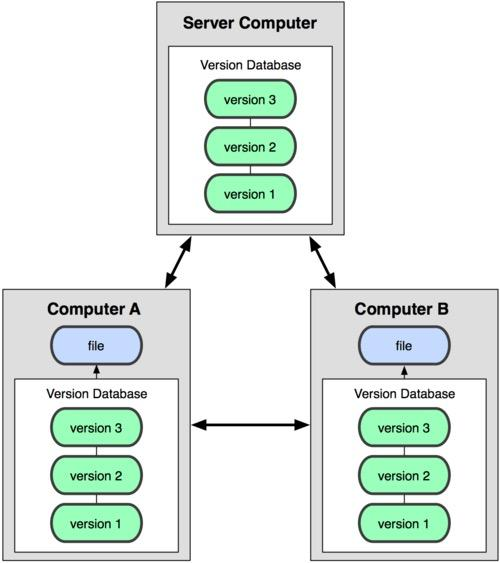 Server Computer
Version Database
version 3
version 2
version 1
Computer A
file
Version Database
version 3
version 2
version 1
Computer B
file
Version Database
version 3
version 2
version 1